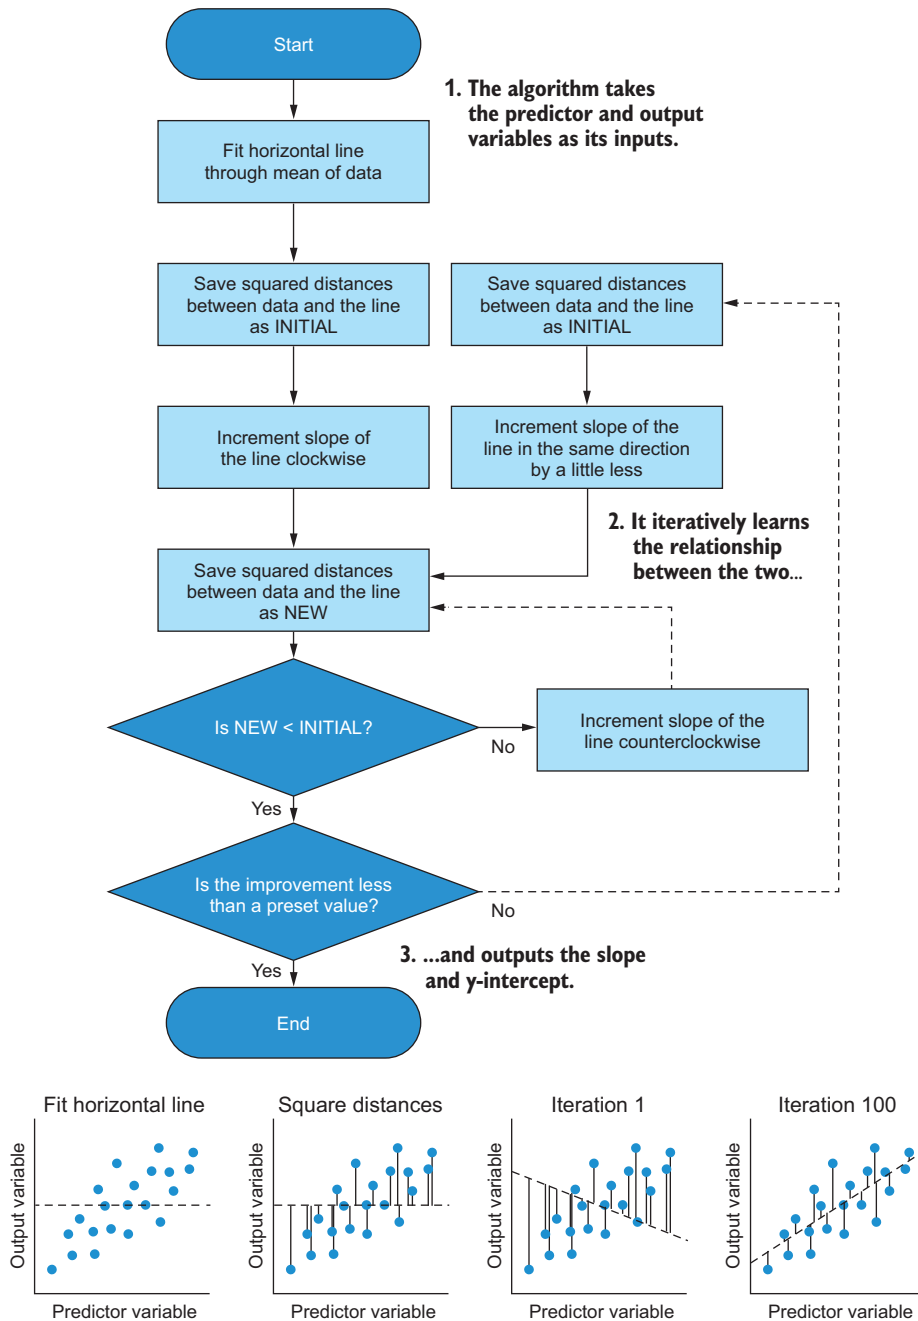 Start
1. The algorithm takes
the predictor and output
variables as its inputs.
Fit horizontal line
through mean of data
Save squared distances
between data and the line
as INITIAL
Save squared distances
between data and the line
as INITIAL
Increment slope of
the line clockwise
Increment slope of the
line in the same direction
by a little less
2. It iteratively learns
the relationship
between the two...
Save squared distances
between data and the line
as NEW
Is NEW < INITIAL?
No
Increment slope of the
line counterclockwise
Yes
Is the improvement less
than a preset value?
No
3. ...and outputs the slope
and y-intercept.
Yes
End
Fit horizontal line
Output variable
Predictor variable
Square distances
Output variable
Predictor variable
Iteration 1
Output variable
Predictor variable
Iteration 100
Output variable
Predictor variable